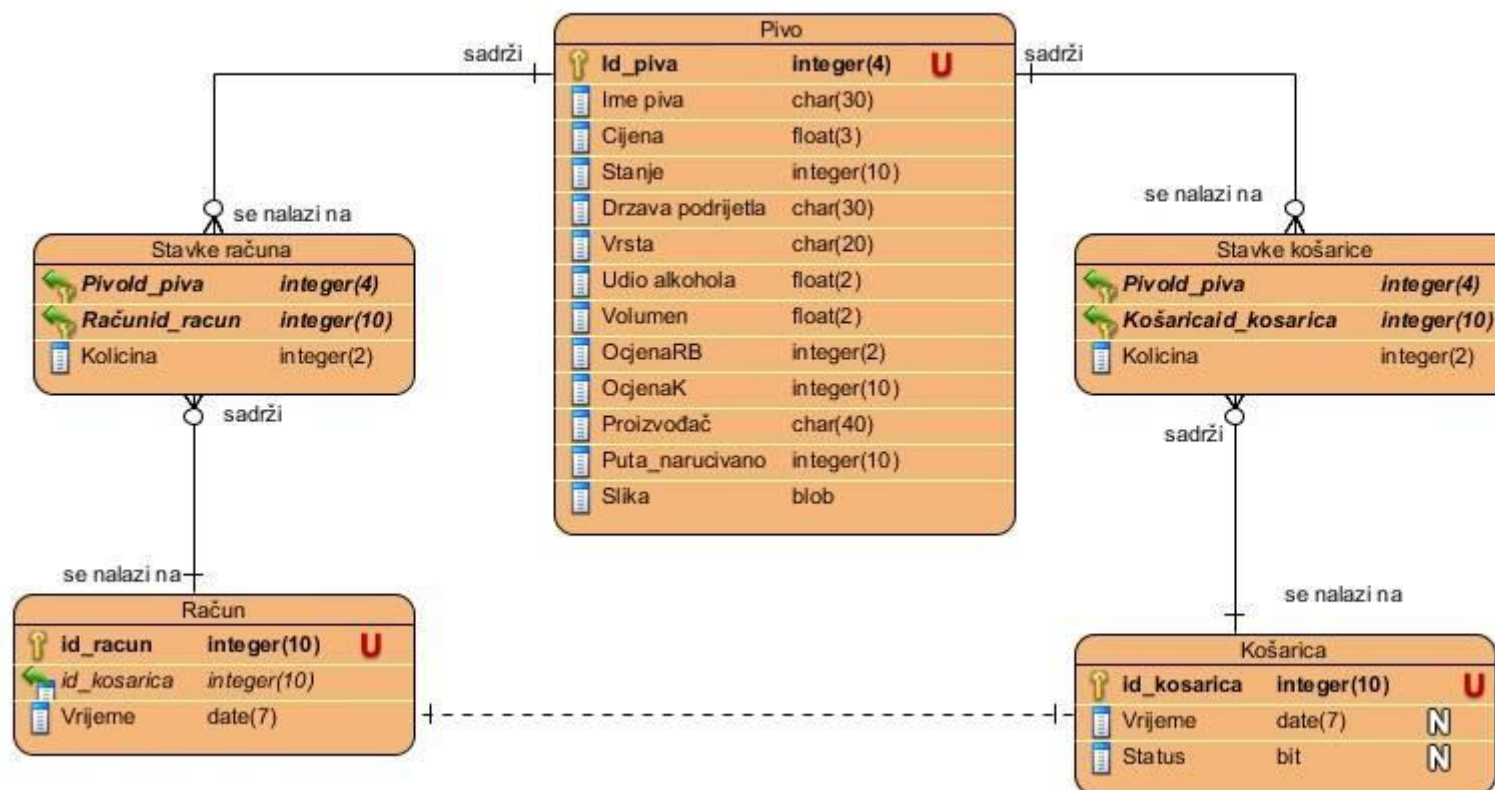 Pivo
Id_piva integer(4) U
Ime piva char(30)
Cijena float(3)
Stanje integer(10)
Drzava podrijetla char(30)
Vrsta char(20)
Udio alkohola float(2)
Volumen float(2)
OcjenaRB integer(2)
OcjenaK integer(10)
Proizvođač char(40)
Puta_narucivano integer(10)
Slika blob
sadrži
sadrži
se nalazi na
se nalazi na
Stavke računa
PivoId_piva integer(4)
Računid_racun integer(10)
Kolicina integer(2)
Stavke košarice
PivoId_piva integer(4)
Košaricaid_kosarica integer(10)
Kolicina integer(2)
sadrži
sadrži
se nalazi na
se nalazi na
Račun
id_racun integer(10) U
id_kosarica integer(10)
Vrijeme date(7)
Košarica
id_kosarica integer(10) U
Vrijeme date(7) N
Status bit N